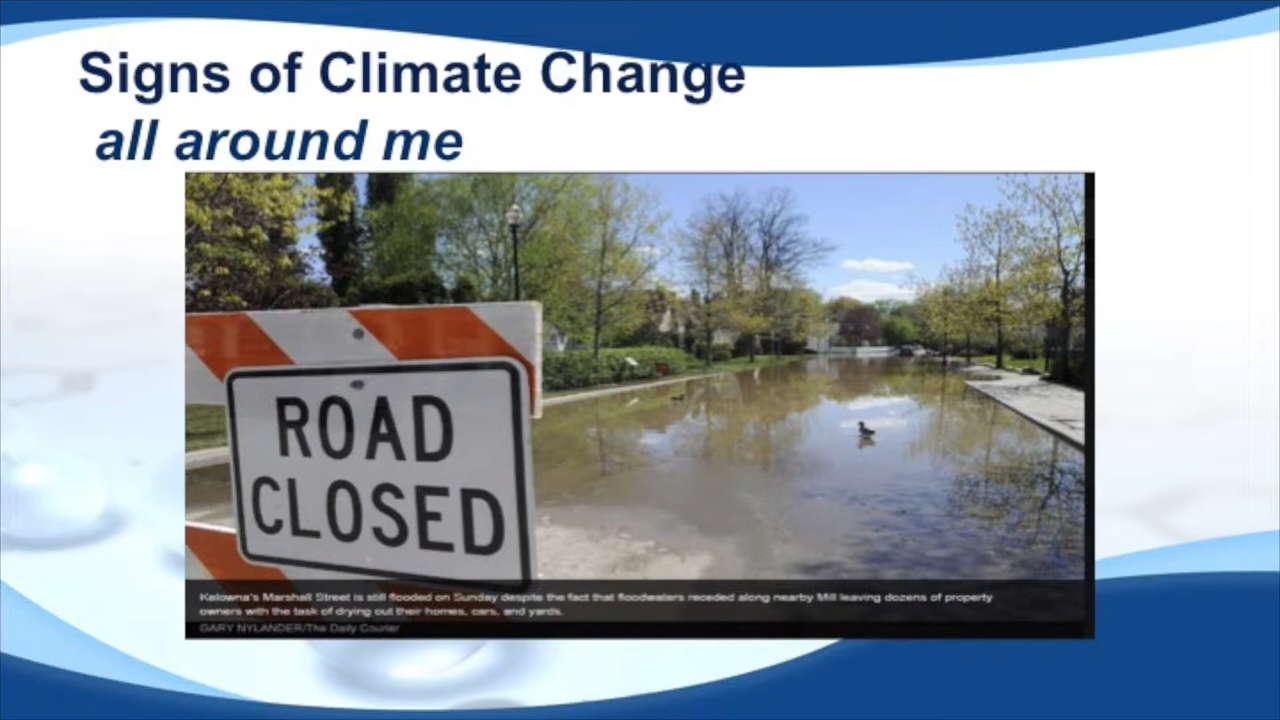 Signs of Climate Change
all around me
ROAD
CLOSED
Kelowna's Marshall Street is still flooded on Sunday despite the fact that floodwaters receded along nearby Mill leaving dozens of property
owners with the task of drying out their homes, cars, and yards.
GARY NYLANDER/The Daily Courier